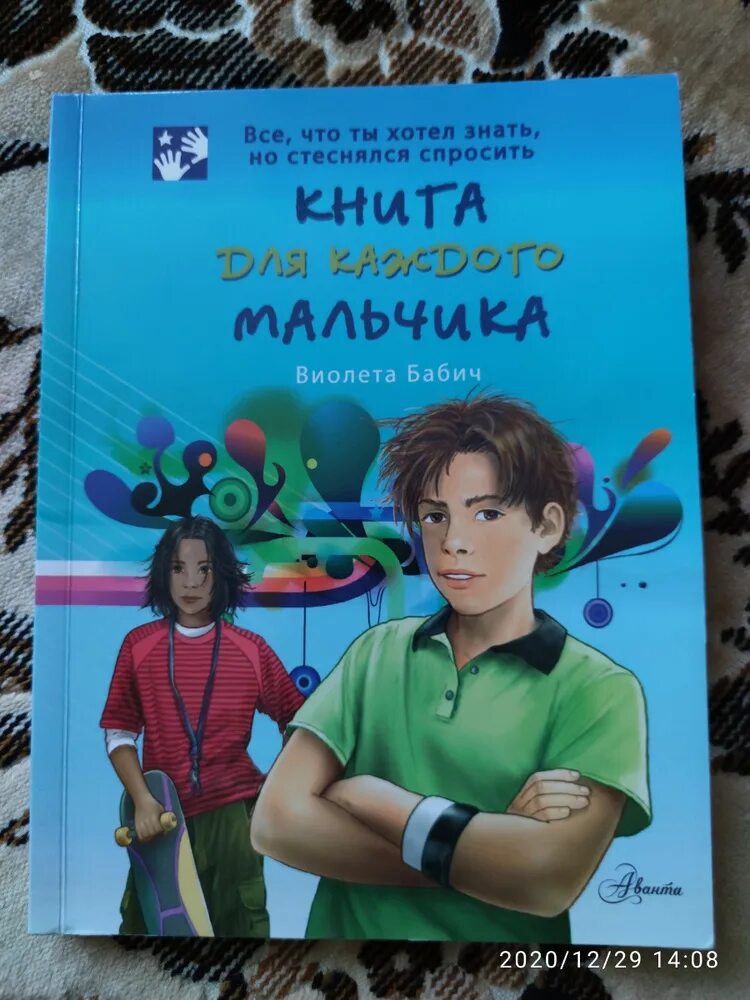 Все, что ты хотел знать,
но стеснялся спросить
КНИГА
ДЛЯ КАЖДОГО
МАЛЬЧИКА
Виолета Бабич
Аванта
2020/12/29 14:08